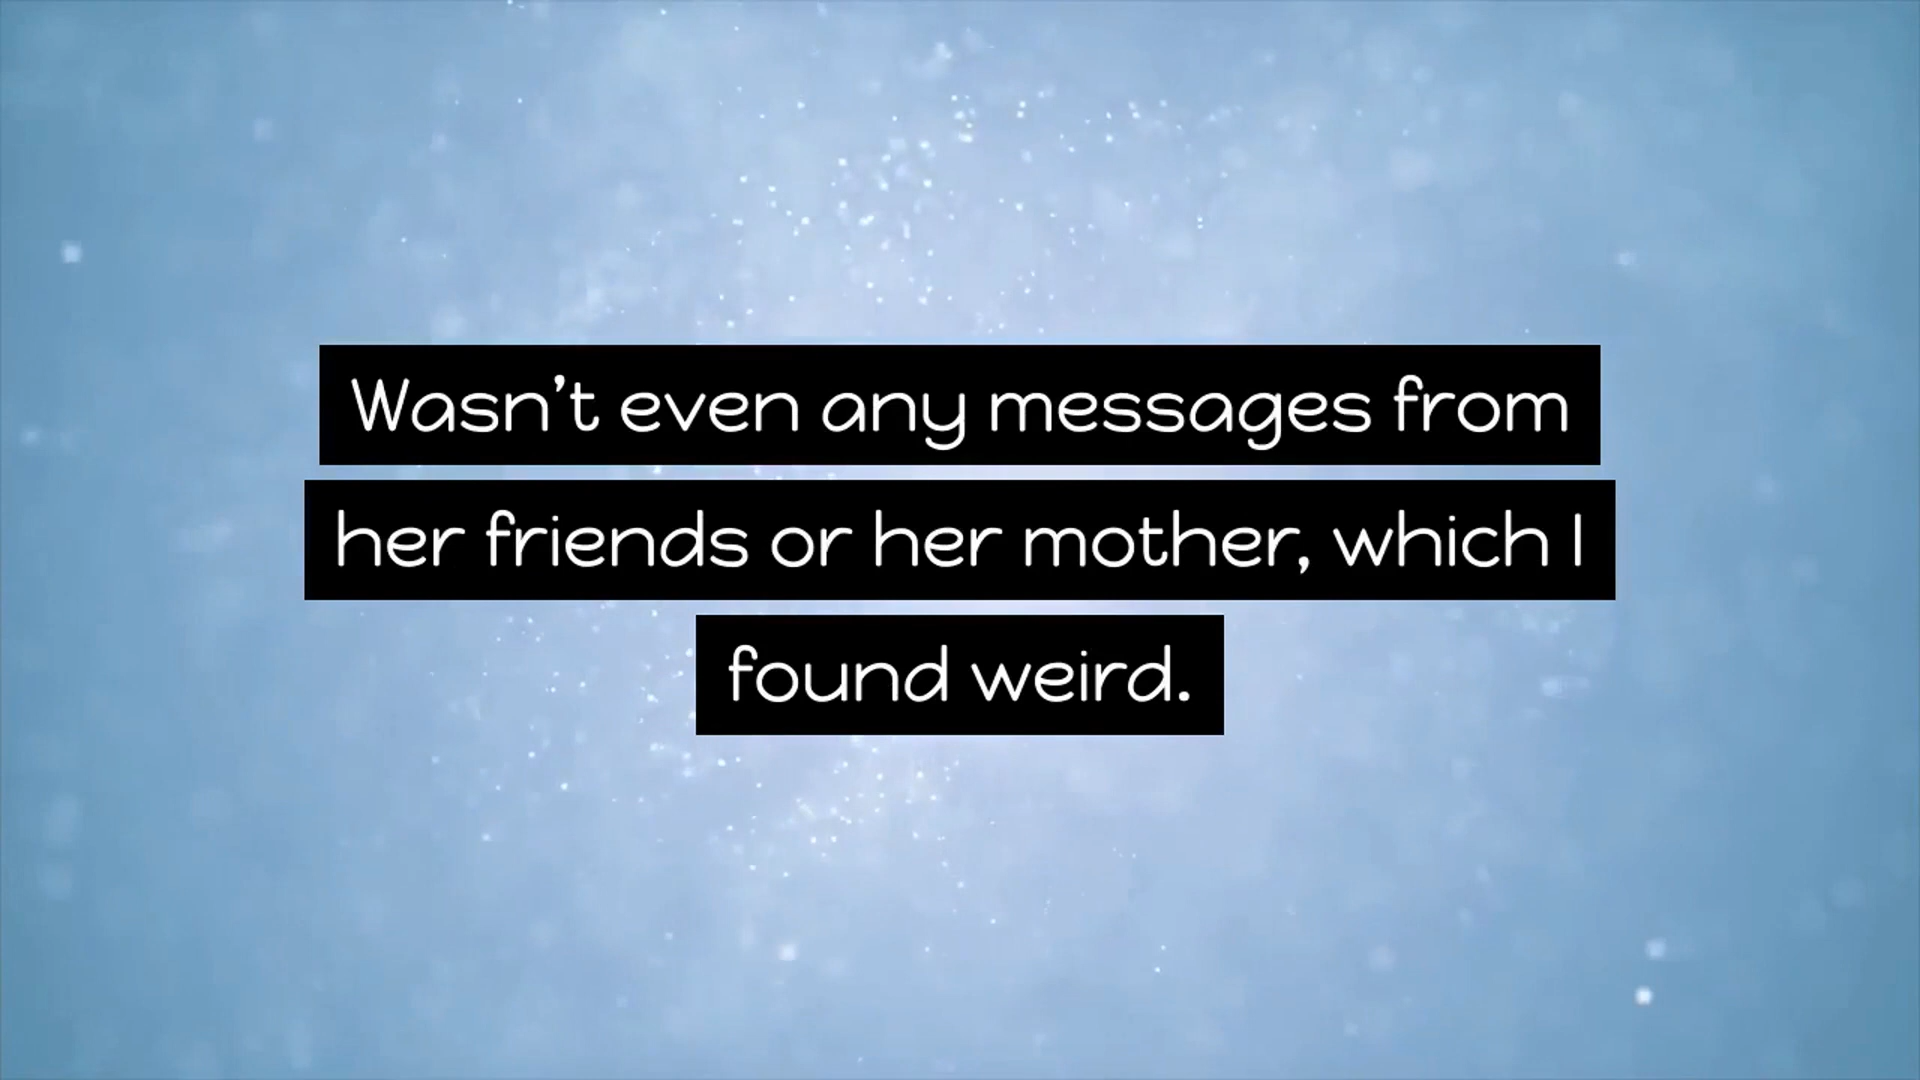 Wasn't even any messages from
her friends or her mother, which I
found weird.